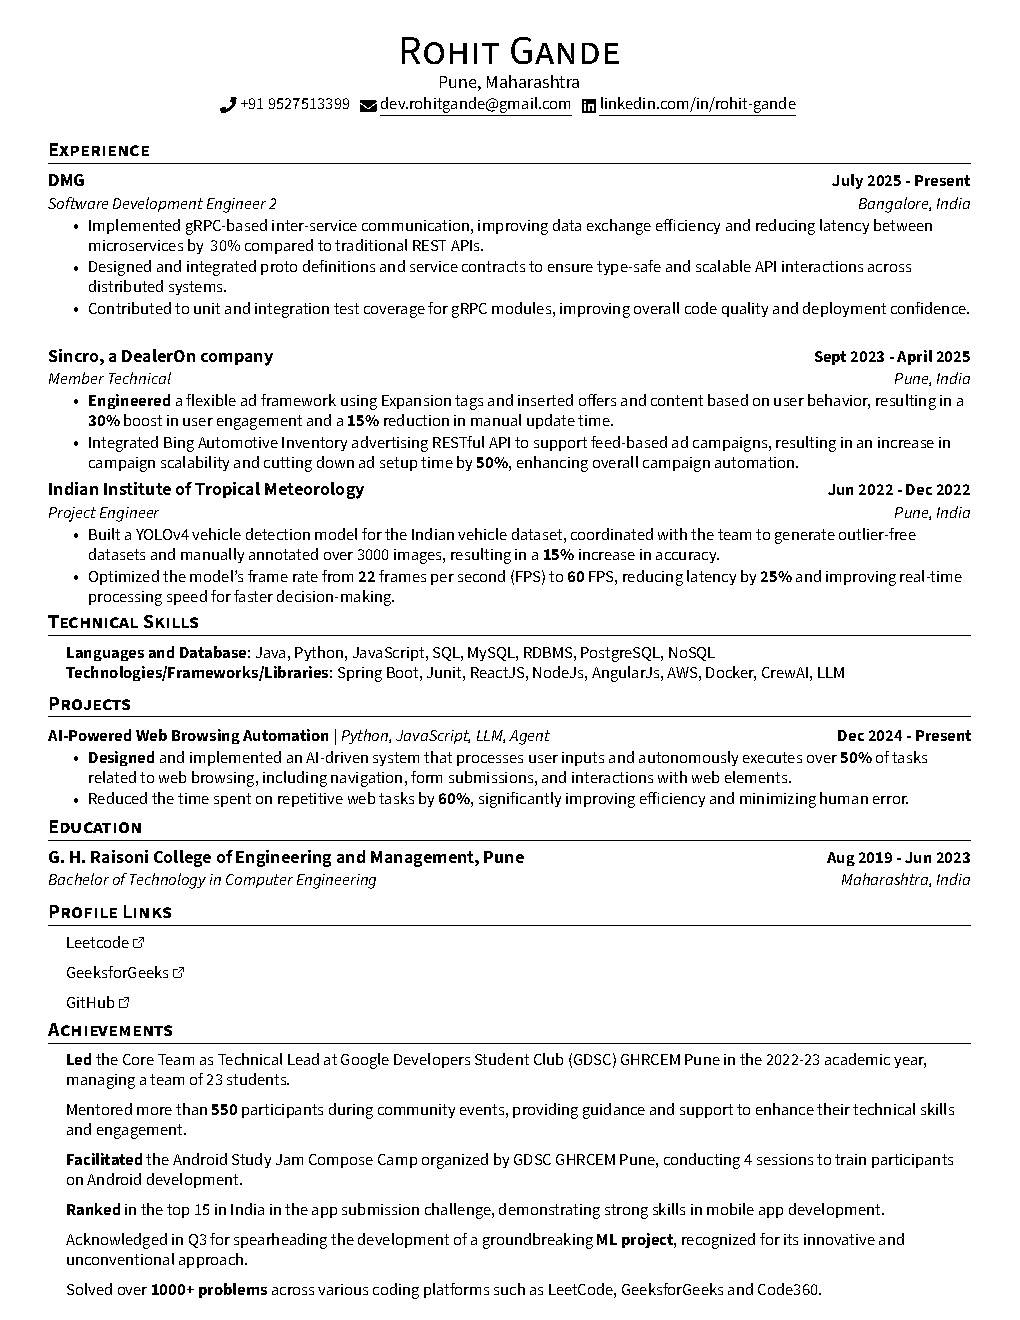 Rohit Gande
Pune, Maharashtra
+91 9527513399 dev.rohitgande@gmail.com linkedin.com/in/rohit-gande
Experience
DMG July 2025 - Present
Software Development Engineer 2 Bangalore, India
• Implemented gRPC-based inter-service communication, improving data exchange efficiency and reducing latency between
microservices by 30% compared to traditional REST APIs.
• Designed and integrated proto definitions and service contracts to ensure type-safe and scalable API interactions across
distributed systems.
• Contributed to unit and integration test coverage for gRPC modules, improving overall code quality and deployment confidence.
Sincro, a DealerOn company Sept 2023 - April 2025
Member Technical Pune, India
• Engineered a flexible ad framework using Expansion tags and inserted offers and content based on user behavior, resulting in a
30% boost in user engagement and a 15% reduction in manual update time.
• Integrated Bing Automotive Inventory advertising RESTful API to support feed-based ad campaigns, resulting in an increase in
campaign scalability and cutting down ad setup time by 50%, enhancing overall campaign automation.
Indian Institute of Tropical Meteorology Jun 2022 - Dec 2022
Project Engineer Pune, India
• Built a YOLOv4 vehicle detection model for the Indian vehicle dataset, coordinated with the team to generate outlier-free
datasets and manually annotated over 3000 images, resulting in a 15% increase in accuracy.
• Optimized the model's frame rate from 22 frames per second (FPS) to 60 FPS, reducing latency by 25% and improving real-time
processing speed for faster decision-making.
Technical Skills
Languages and Database: Java, Python, JavaScript, SQL, MySQL, RDBMS, PostgreSQL, NoSQL
Technologies/Frameworks/Libraries: Spring Boot, Junit, ReactJS, NodeJs, AngularJs, AWS, Docker, CrewAI, LLM
Projects
AI-Powered Web Browsing Automation | Python, JavaScript, LLM, Agent Dec 2024 - Present
• Designed and implemented an AI-driven system that processes user inputs and autonomously executes over 50% of tasks
related to web browsing, including navigation, form submissions, and interactions with web elements.
• Reduced the time spent on repetitive web tasks by 60%, significantly improving efficiency and minimizing human error.
Education
G. H. Raisoni College of Engineering and Management, Pune Aug 2019 - Jun 2023
Bachelor of Technology in Computer Engineering Maharashtra, India
Profile Links
Leetcode
GeeksforGeeks
GitHub
Achievements
Led the Core Team as Technical Lead at Google Developers Student Club (GDSC) GHRCEM Pune in the 2022-23 academic year,
managing a team of 23 students.
Mentored more than 550 participants during community events, providing guidance and support to enhance their technical skills
and engagement.
Facilitated the Android Study Jam Compose Camp organized by GDSC GHRCEM Pune, conducting 4 sessions to train participants
on Android development.
Ranked in the top 15 in India in the app submission challenge, demonstrating strong skills in mobile app development.
Acknowledged in Q3 for spearheading the development of a groundbreaking ML project, recognized for its innovative and
unconventional approach.
Solved over 1000+ problems across various coding platforms such as LeetCode, GeeksforGeeks and Code360.